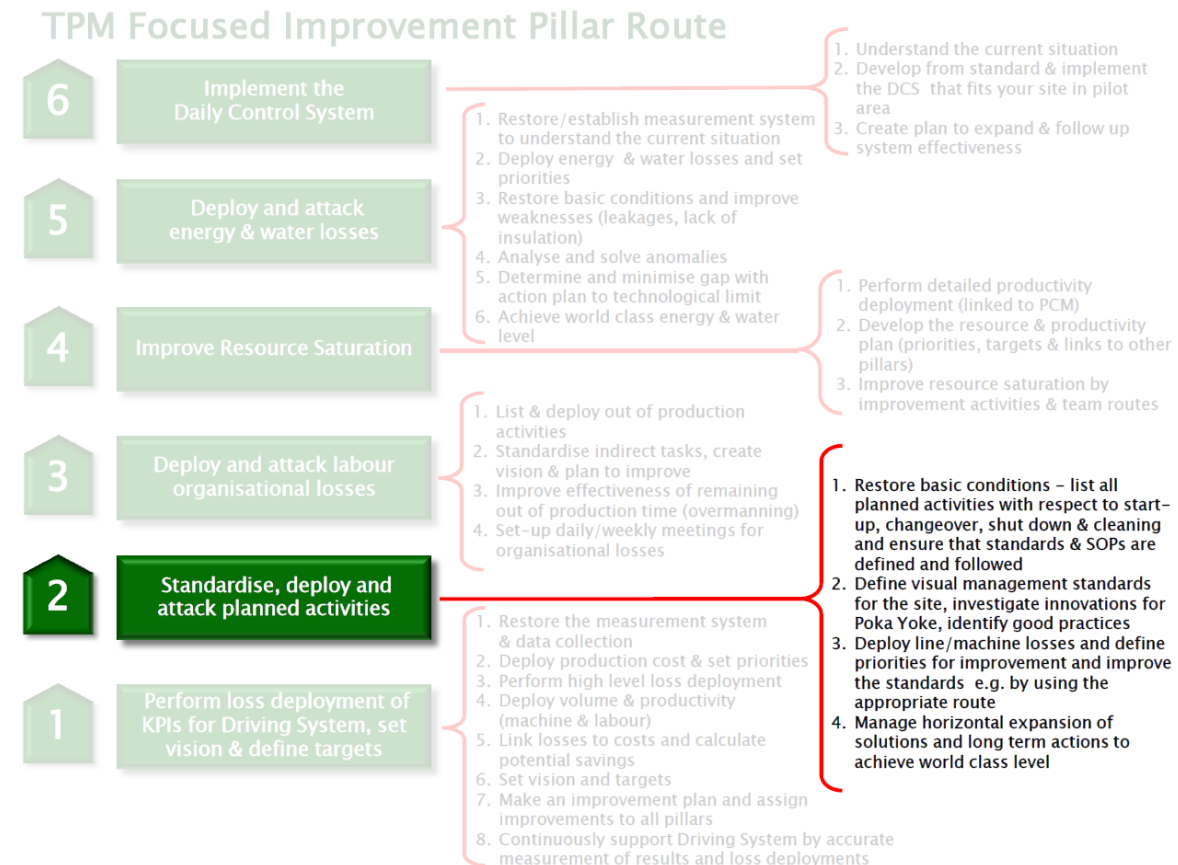 TPM Focused Improvement Pillar Route
6
Implement the
Daily Control System
1. Understand the current situation
2. Develop from standard & implement
the DCS that fits your site in pilot
area
3. Create plan to expand & follow up
system effectiveness
5
Deploy and attack
energy & water losses
1. Restore/establish measurement system
to understand the current situation
2. Deploy energy & water losses and set
priorities
3. Restore basic conditions and improve
weaknesses (leakages, lack of
insulation)
4. Analyse and solve anomalies
5. Determine and minimise gap with
action plan to technological limit
6. Achieve world class energy & water
level
4
Improve Resource Saturation
1. Perform detailed productivity
deployment (linked to PCM)
2. Develop the resource & productivity
plan (priorities, targets & links to other
pillars)
3. Improve resource saturation by
improvement activities & team routes
3
Deploy and attack labour
organisational losses
1. List & deploy out of production
activities
2. Standardise indirect tasks, create
vision & plan to improve
3. Improve effectiveness of remaining
out of production time (overmanning)
4. Set-up daily/weekly meetings for
organisational losses
2
Standardise, deploy and
attack planned activities
1. Restore basic conditions – list all
planned activities with respect to start-
up, changeover, shut down & cleaning
and ensure that standards & SOPs are
defined and followed
2. Define visual management standards
for the site, investigate innovations for
Poka Yoke, identify good practices
3. Deploy line/machine losses and define
priorities for improvement and improve
the standards e.g. by using the
appropriate route
4. Manage horizontal expansion of
solutions and long term actions to
achieve world class level
1
Perform loss deployment of
KPIs for Driving System, set
vision & define targets
1. Restore the measurement system
& data collection
2. Deploy production cost & set priorities
3. Perform high level loss deployment
4. Deploy volume & productivity
(machine & labour)
5. Link losses to costs and calculate
potential savings
6. Set vision and targets
7. Make an improvement plan and assign
improvements to all pillars
8. Continuously support Driving System by accurate
measurement of results and loss deployments